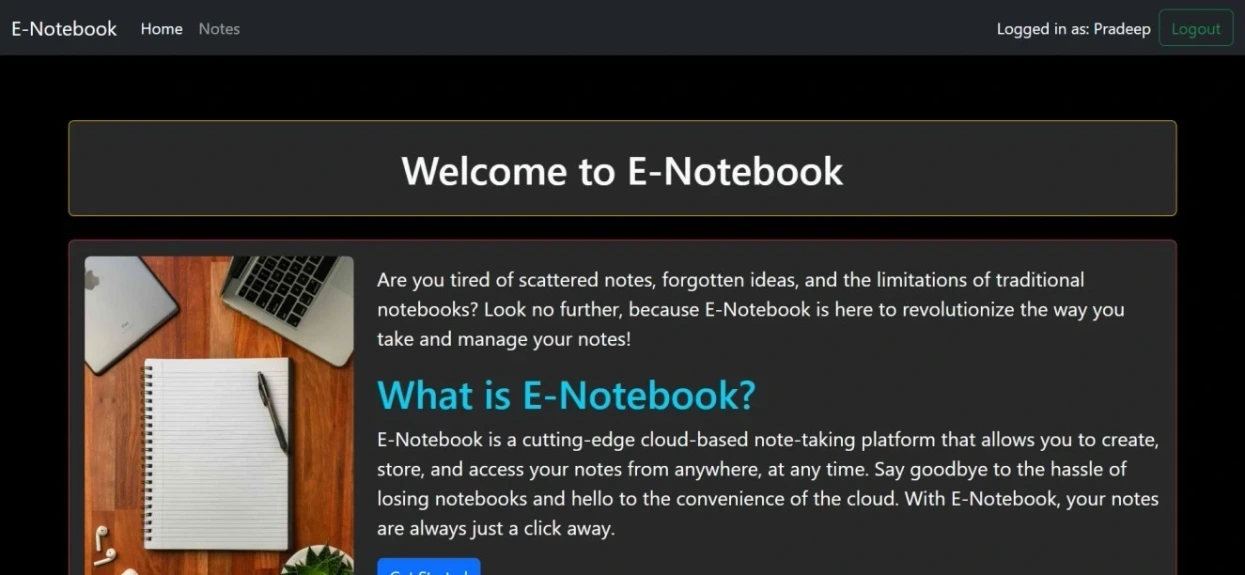 E-Notebook Home Notes Logged in as: Pradeep Logout
Welcome to E-Notebook
Are you tired of scattered notes, forgotten ideas, and the limitations of traditional
notebooks? Look no further, because E-Notebook is here to revolutionize the way you
take and manage your notes!
What is E-Notebook?
E-Notebook is a cutting-edge cloud-based note-taking platform that allows you to create,
store, and access your notes from anywhere, at any time. Say goodbye to the hassle of
losing notebooks and hello to the convenience of the cloud. With E-Notebook, your notes
are always just a click away.
Get Started